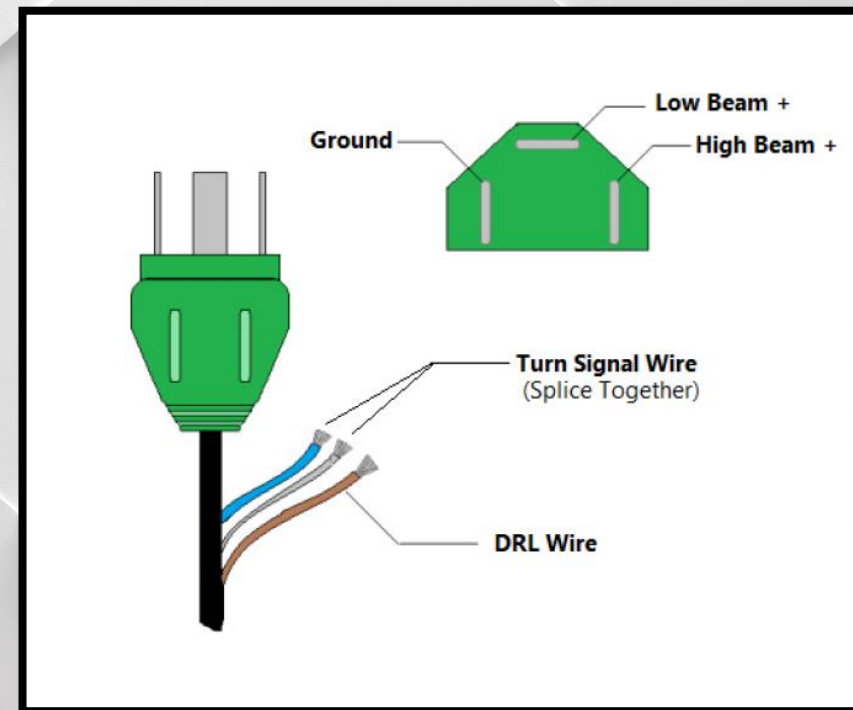 Low Beam +
Ground
High Beam +
Turn Signal Wire
(Splice Together)
DRL Wire